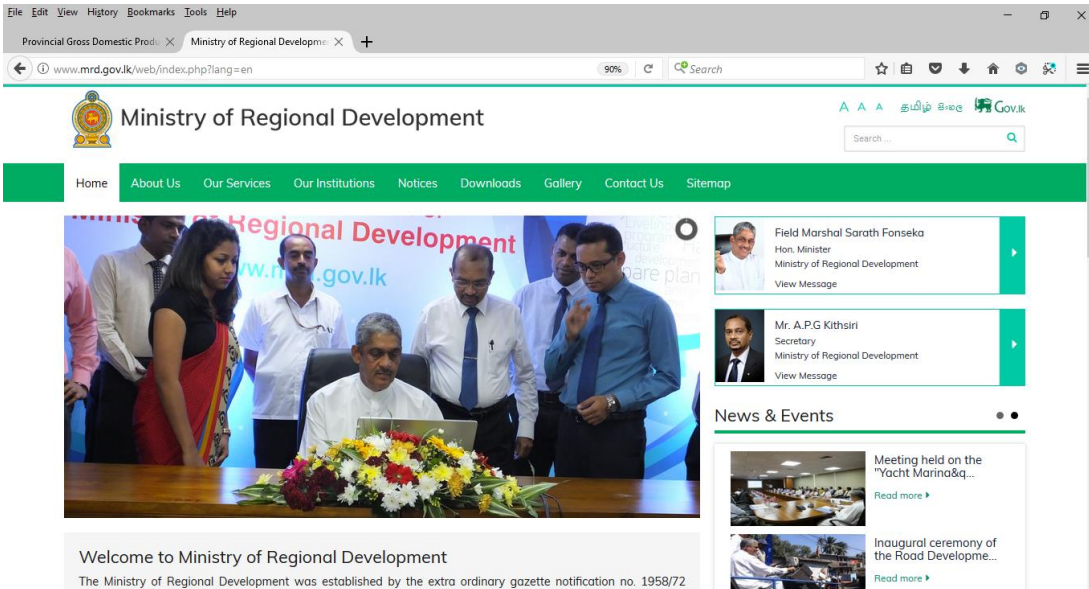 File Edit View History Bookmarks Tools Help
Provincial Gross Domestic Produ
Ministry of Regional Developmen
www.mrd.gov.lk/web/index.php?lang=en
90%
Search
Ministry of Regional Development
A A A தமிழ் සිංහල Gov.lk
Search ...
Home About Us Our Services Our Institutions Notices Downloads Gallery Contact Us Sitemap
Regional Development
.gov.lk
pare plan
Field Marshal Sarath Fonseka
Hon. Minister
Ministry of Regional Development
View Message
Mr. A.P.G Kithsiri
Secretary
Ministry of Regional Development
View Message
News & Events
Meeting held on the
"Yacht Marina&q...
Read more
Inaugural ceremony of
the Road Developme...
Read more
Welcome to Ministry of Regional Development
The Ministry of Regional Development was established by the extra ordinary gazette notification no. 1958/72